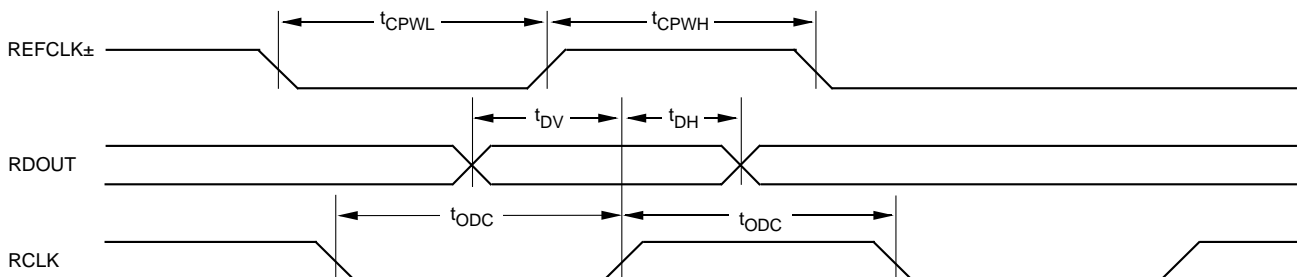 tCPWL tCPWH
REFCLK±
tDV tDH
RDOUT
tODC tODC
RCLK